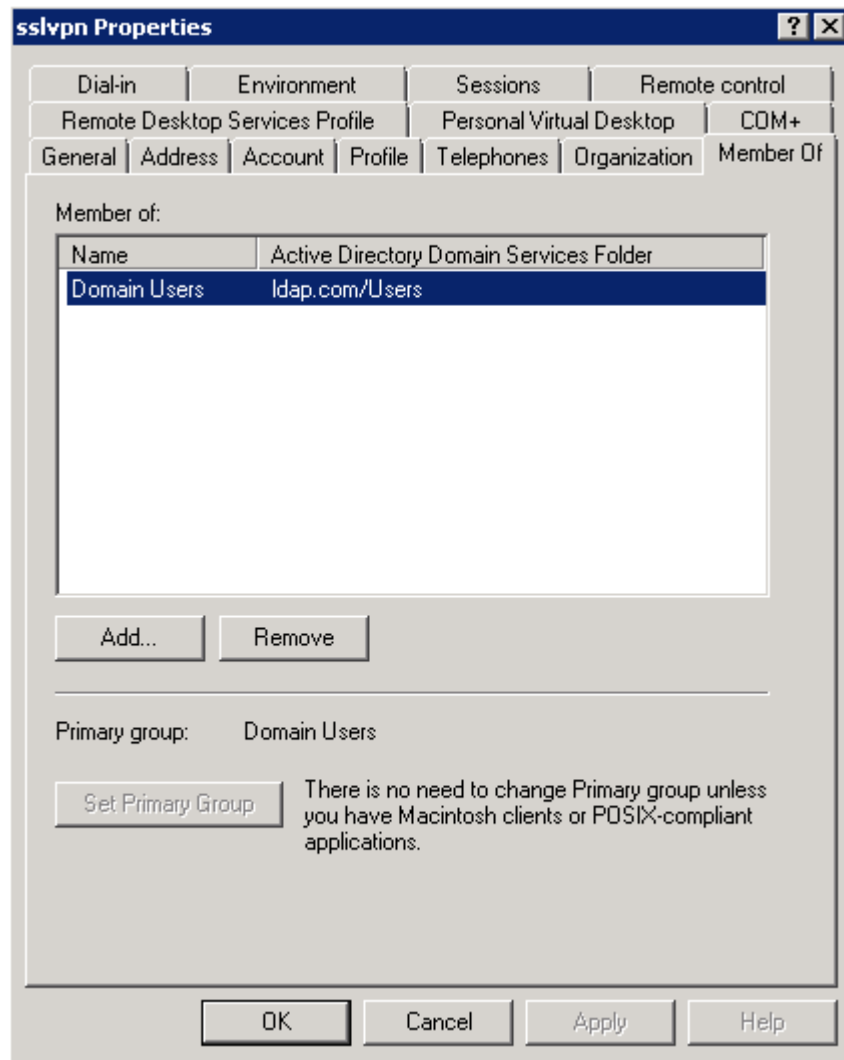 sslvpn Properties
Dial-in Environment Sessions Remote control
Remote Desktop Services Profile Personal Virtual Desktop COM+
General Address Account Profile Telephones Organization Member Of
Member of:
Name Active Directory Domain Services Folder
Domain Users ldap.com/Users
Add... Remove
Primary group: Domain Users
Set Primary Group
There is no need to change Primary group unless
you have Macintosh clients or POSIX-compliant
applications.
OK Cancel Apply Help